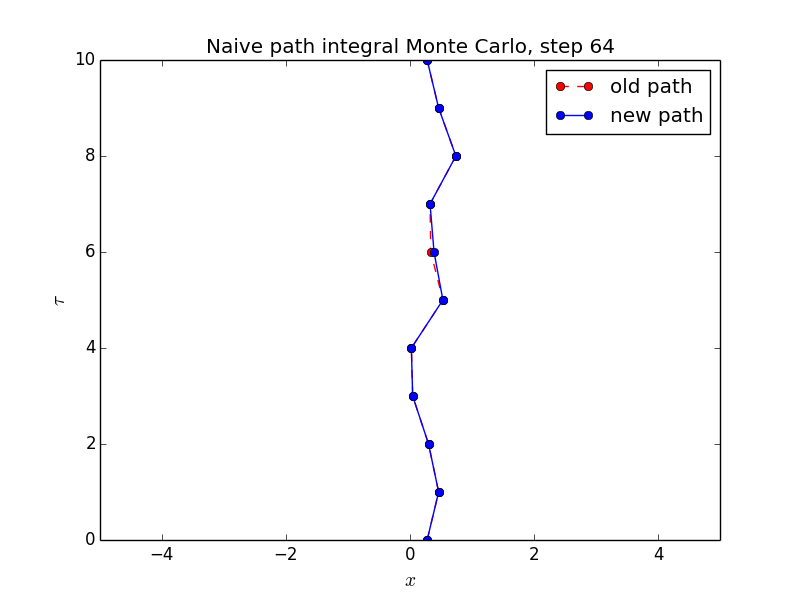 Naive path integral Monte Carlo, step 64
old path
new path
10
8
6
4
2
0
τ
−4
−2
0
2
4
x